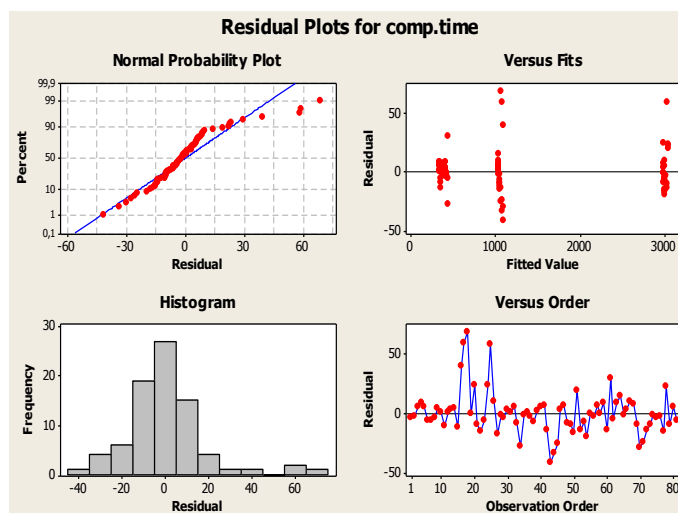 Residual Plots for comp.time
Normal Probability Plot
99,9
99
90
50
10
1
0,1
Percent
-60 -30 0 30 60
Residual
Versus Fits
50
0
-50
Residual
0 1000 2000 3000
Fitted Value
Histogram
30
20
10
0
Frequency
-40 -20 0 20 40 60
Residual
Versus Order
50
0
-50
Residual
1 10 20 30 40 50 60 70 80
Observation Order